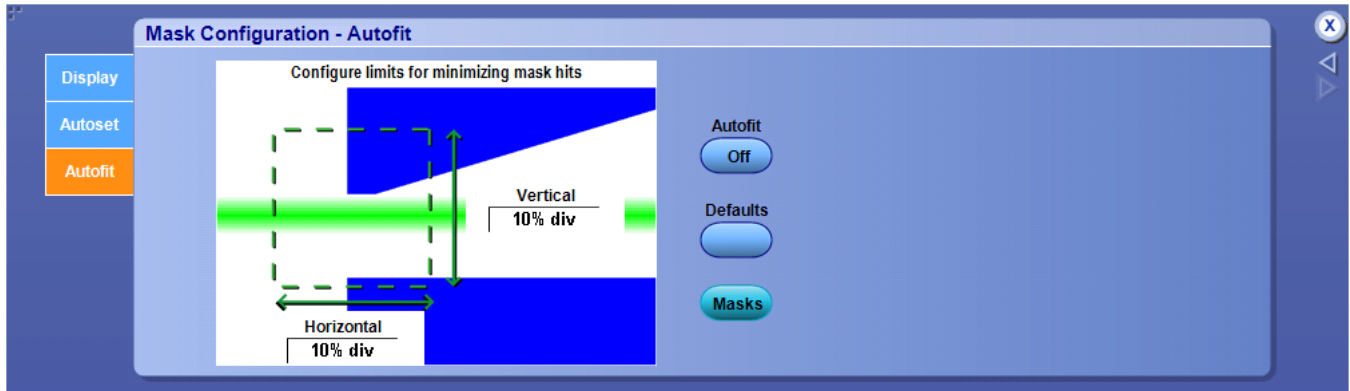 Mask Configuration - Autofit
X
Display
Autoset
Autofit
Configure limits for minimizing mask hits
Vertical
10% div
Horizontal
10% div
Autofit
Off
Defaults
Masks